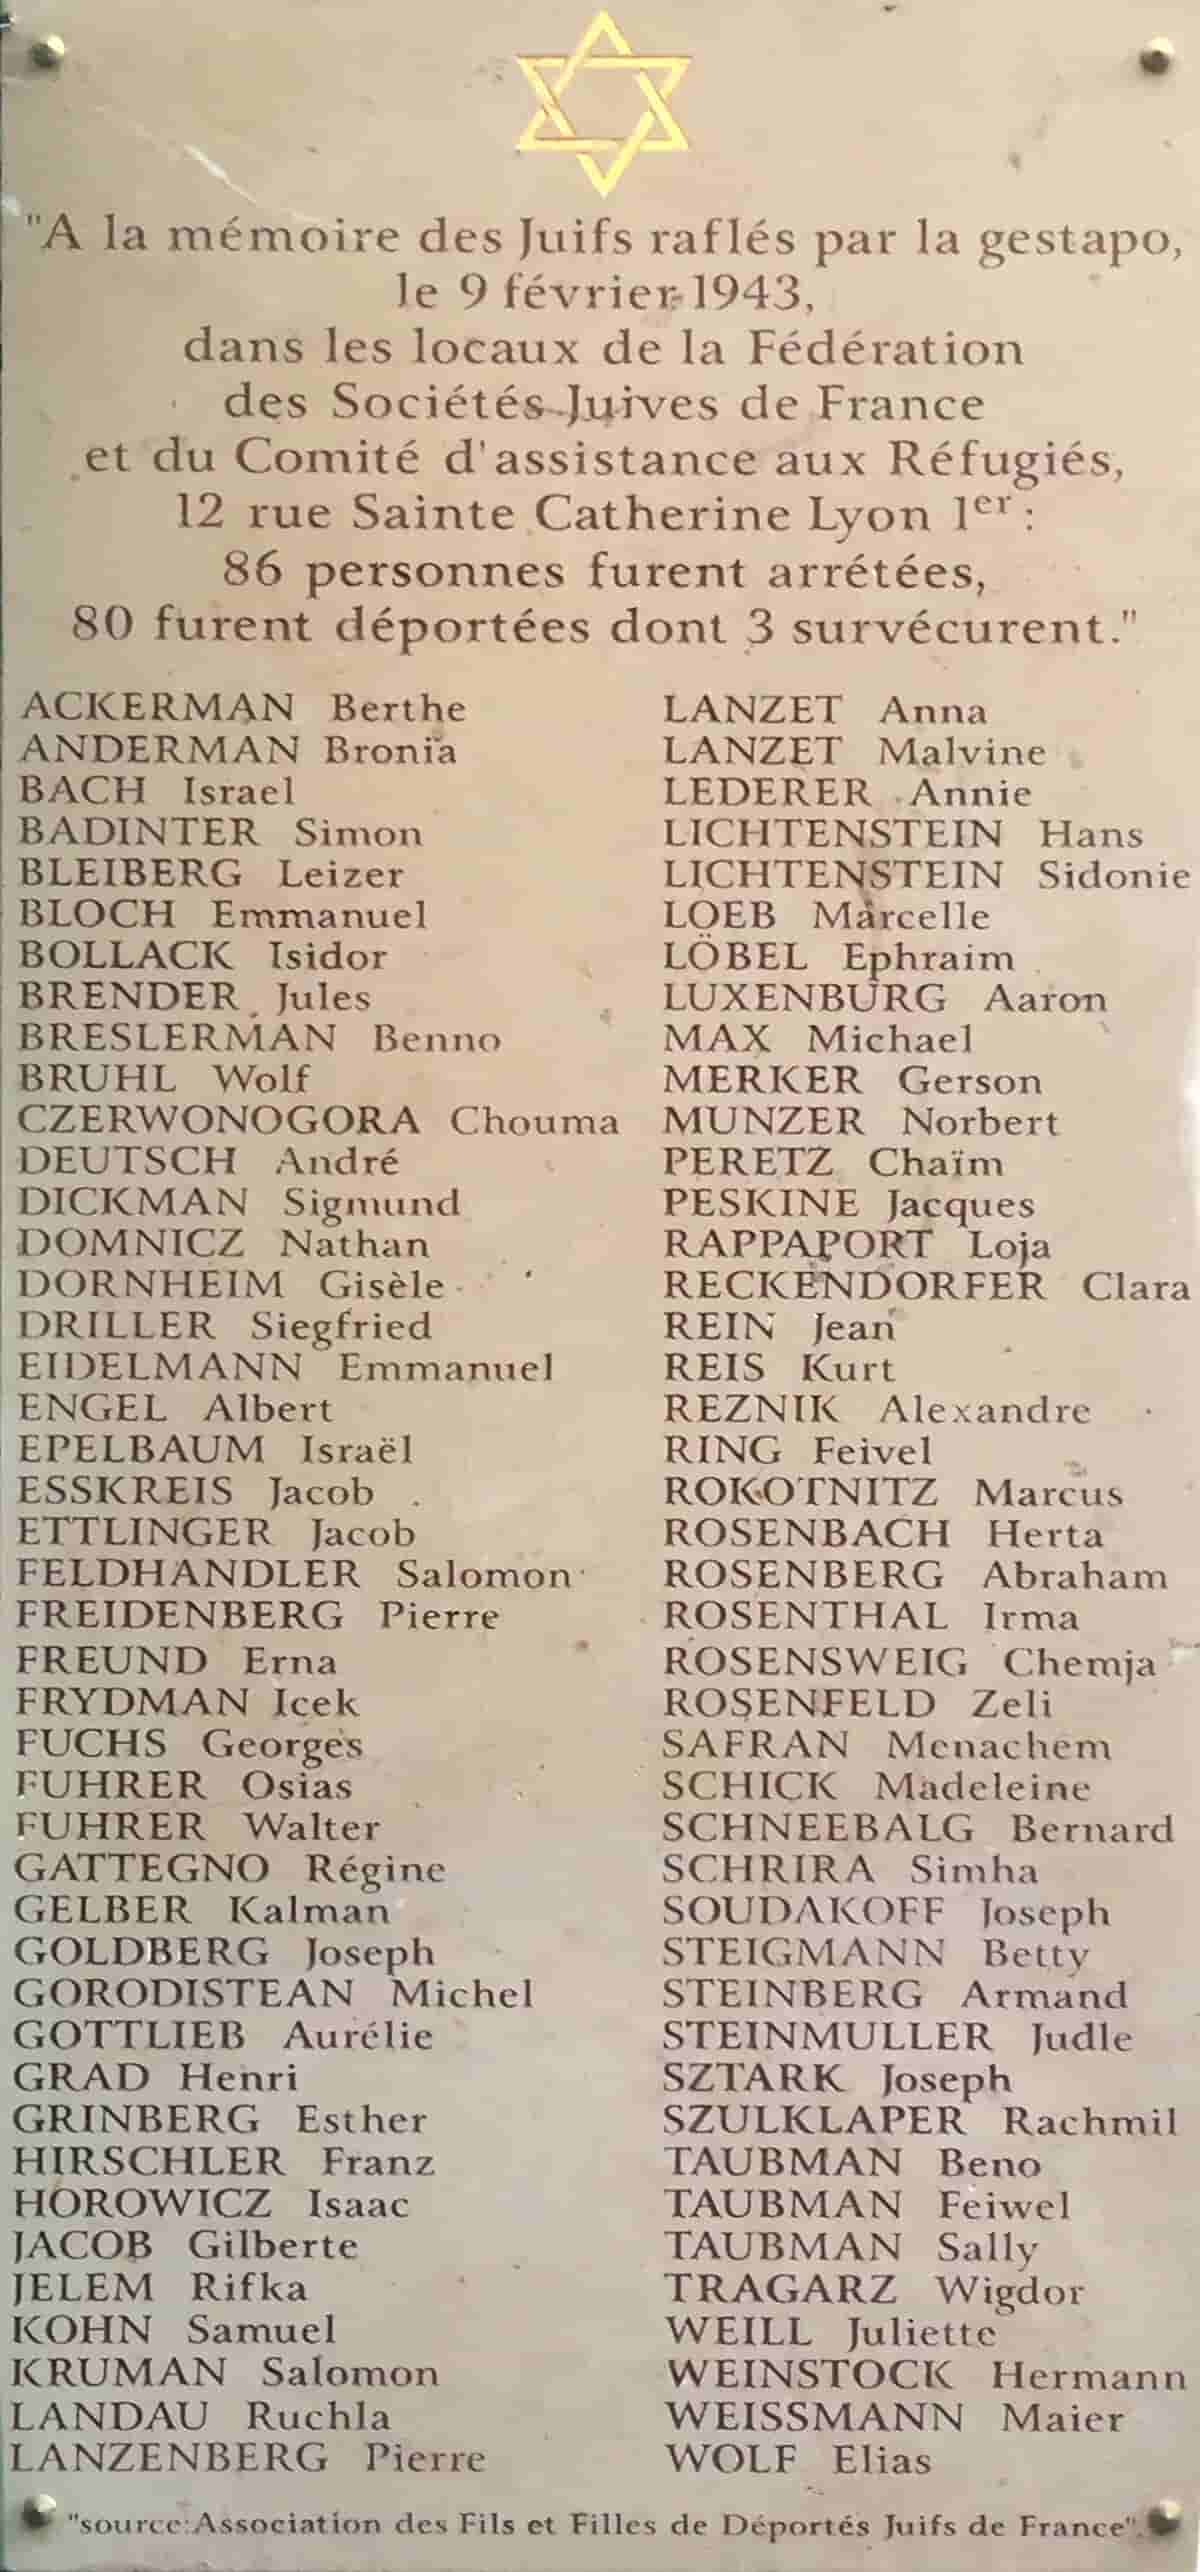 "A la mémoire des Juifs raflés par la gestapo,
le 9 février 1943,
dans les locaux de la Fédération
des Sociétés Juives de France
et du Comité d'assistance aux Réfugiés,
12 rue Sainte Catherine Lyon 1er :
86 personnes furent arrétées,
80 furent déportées dont 3 survécurent."
ACKERMAN Berthe
ANDERMAN Bronia
BACH Israel
BADINTER Simon
BLEIBERG Leizer
BLOCH Emmanuel
BOLLACK Isidor
BRENDER Jules
BRESLERMAN Benno
BRUHL Wolf
CZERWONOGORA Chouma
DEUTSCH André
DICKMAN Sigmund
DOMNICZ Nathan
DORNHEIM Gisèle
DRILLER Siegfried
EIDELMANN Emmanuel
ENGEL Albert
EPELBAUM Israël
ESSKREIS Jacob
ETTLINGER Jacob
FELDHANDLER Salomon
FREIDENBERG Pierre
FREUND Erna
FRYDMAN Icek
FUCHS Georges
FUHRER Osias
FUHRER Walter
GATTEGNO Régine
GELBER Kalman
GOLDBERG Joseph
GORODISTEAN Michel
GOTTLIEB Aurélie
GRAD Henri
GRINBERG Esther
HIRSCHLER Franz
HOROWICZ Isaac
JACOB Gilberte
JELEM Rifka
KOHN Samuel
KRUMAN Salomon
LANDAU Ruchla
LANZENBERG Pierre
LANZET Anna
LANZET Malvine
LEDERER Annie
LICHTENSTEIN Hans
LICHTENSTEIN Sidonie
LOEB Marcelle
LÖBEL Ephraim
LUXENBURG Aaron
MAX Michael
MERKER Gerson
MUNZER Norbert
PERETZ Chaïm
PESKINE Jacques
RAPPAPORT Loja
RECKENDORFER Clara
REIN Jean
REIS Kurt
REZNIK Alexandre
RING Feivel
ROKOTNITZ Marcus
ROSENBACH Herta
ROSENBERG Abraham
ROSENTHAL Irma
ROSENSWEIG Chemja
ROSENFELD Zeli
SAFRAN Menachem
SCHICK Madeleine
SCHNEEBALG Bernard
SCHRIRA Simha
SOUDAKOFF Joseph
STEIGMANN Betty
STEINBERG Armand
STEINMULLER Judle
SZTARK Joseph
SZULKLAPER Rachmil
TAUBMAN Beno
TAUBMAN Feiwel
TAUBMAN Sally
TRAGARZ Wigdor
WEILL Juliette
WEINSTOCK Hermann
WEISSMANN Maier
WOLF Elias
"source:Association des Fils et Filles de Déportés Juifs de France".